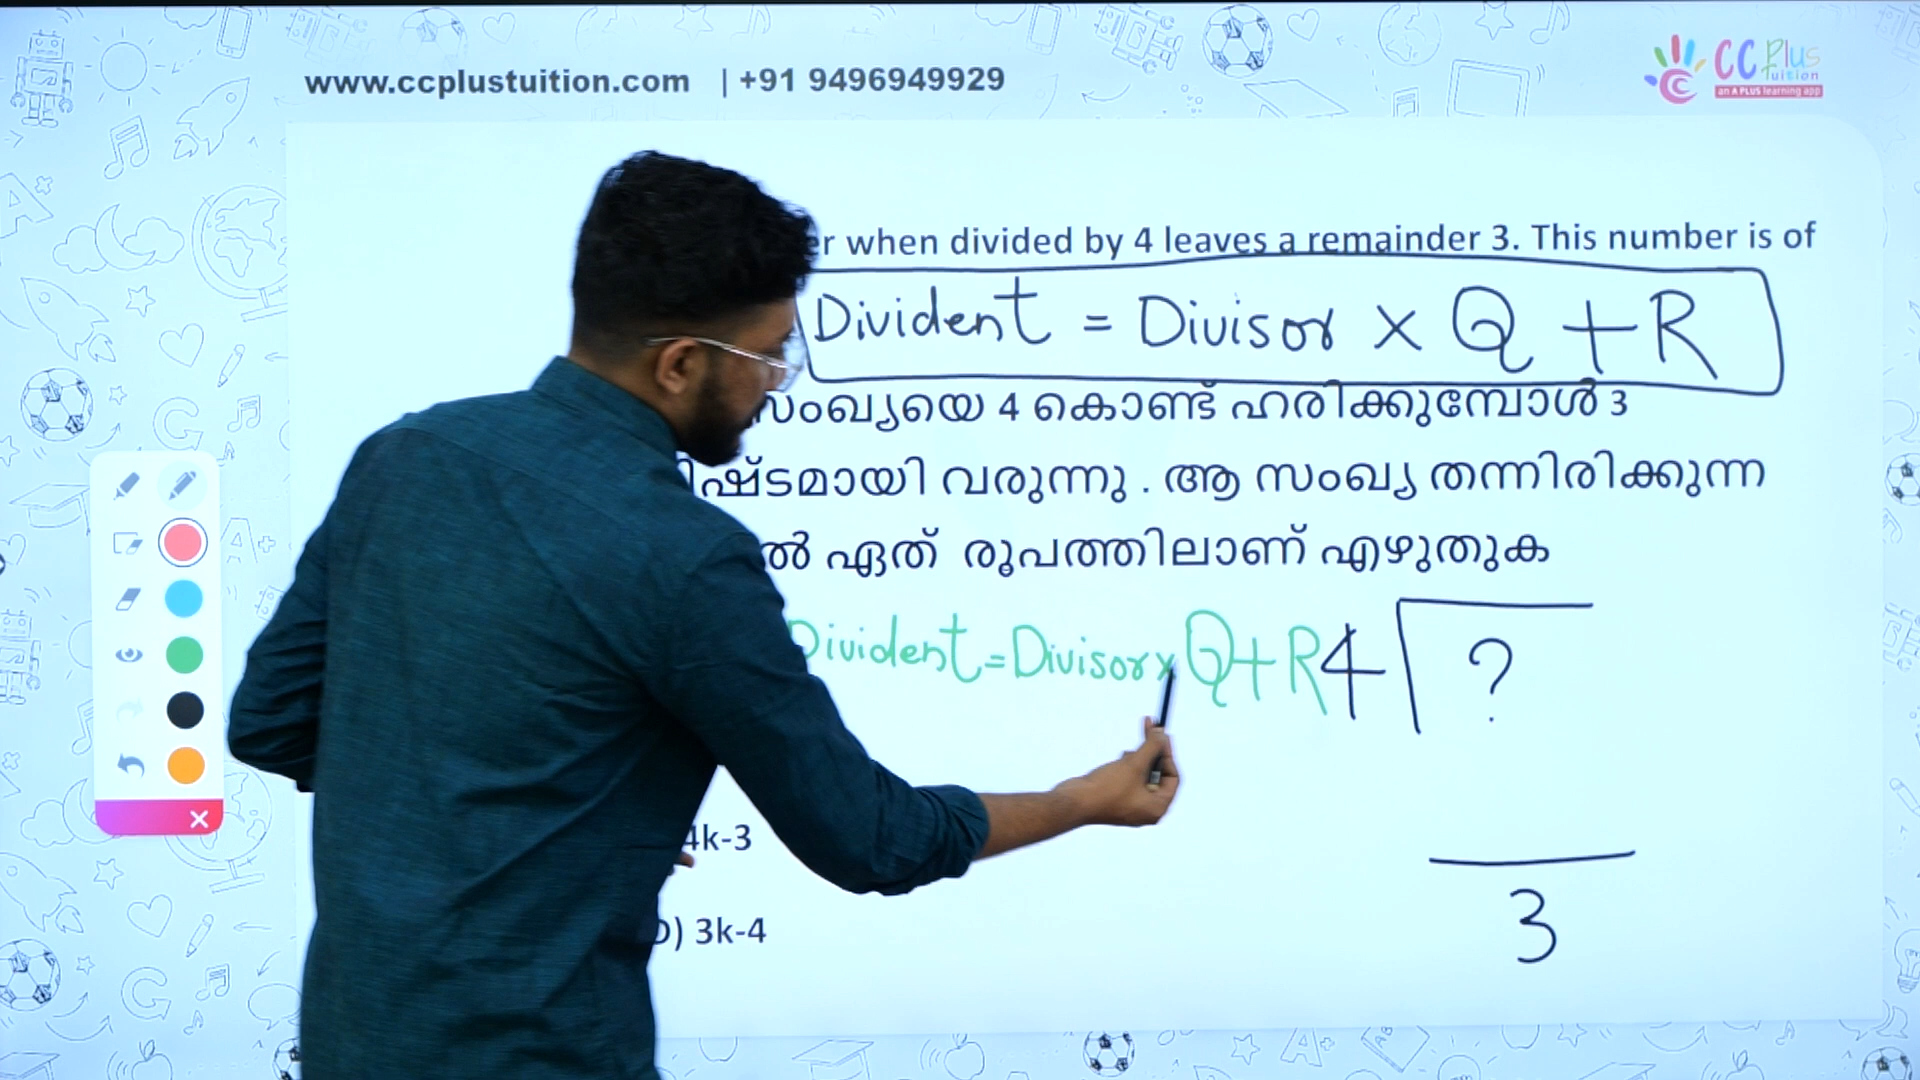 www.ccplustuition.com | +91 9496949929
CC Plus
Tuition
an A PLUS learning app
when divided by 4 leaves a remainder 3. This number is of
Divident = Divisor × Q + R
സംഖ്യയെ 4 കൊണ്ട് ഹരിക്കുമ്പോൾ 3
വരുന്നു . ആ സംഖ്യ തന്നിരിക്കുന്ന
ഏത് രൂപത്തിലാണ് എഴുതുക
Divident = Divisor × Q + R 4 ?
4k-3
3
D) 3k-4